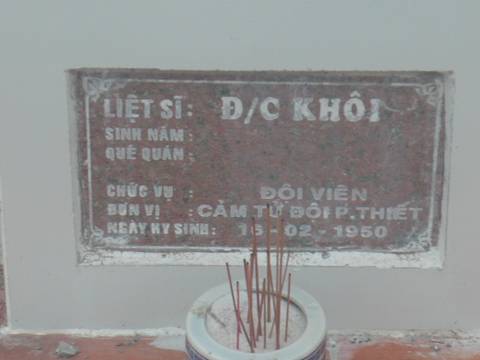 LIỆT SĨ: Đ/C KHÔI
SINH NĂM :
QUÊ QUÁN :
CHỨC VỤ : ĐỘI VIÊN
ĐƠN VỊ : CẢM TỬ ĐỘI P.THIẾT
NGÀY HY SINH: 16-02-1950